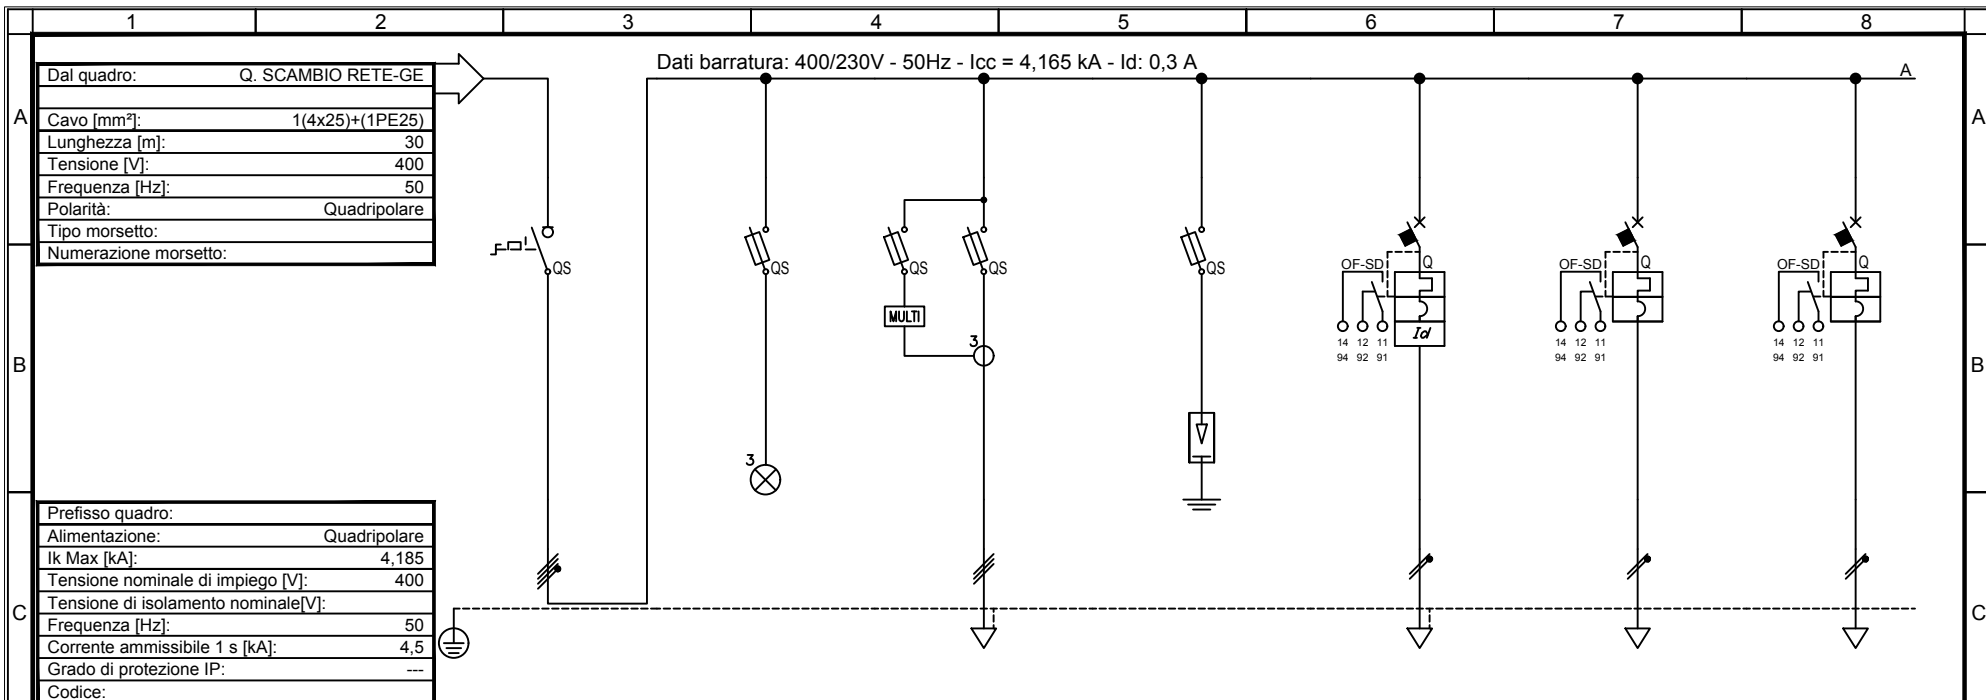 1 2 3 4 5 6 7 8
Dati barratura: 400/230V - 50Hz - Icc = 4,165 kA - Id: 0,3 A
A
Dal quadro: Q. SCAMBIO RETE-GE
A A
Cavo [mm²]: 1(4x25)+(1PE25)
Lunghezza [m]: 30
Tensione [V]: 400
Frequenza [Hz]: 50
Polarità: Quadripolare
Tipo morsetto:
Numerazione morsetto:
QS QS QS QS QS
OF-SD Q OF-SD Q OF-SD Q
MULTI
Id
3
14 12 11 14 12 11 14 12 11
94 92 91 94 92 91 94 92 91
B B
3
Prefisso quadro:
Alimentazione: Quadripolare
Ik Max [kA]: 4,185
Tensione nominale di impiego [V]: 400
Tensione di isolamento nominale[V]:
C C
Frequenza [Hz]: 50
Corrente ammissibile 1 s [kA]: 4,5
Grado di protezione IP: ---
Codice: